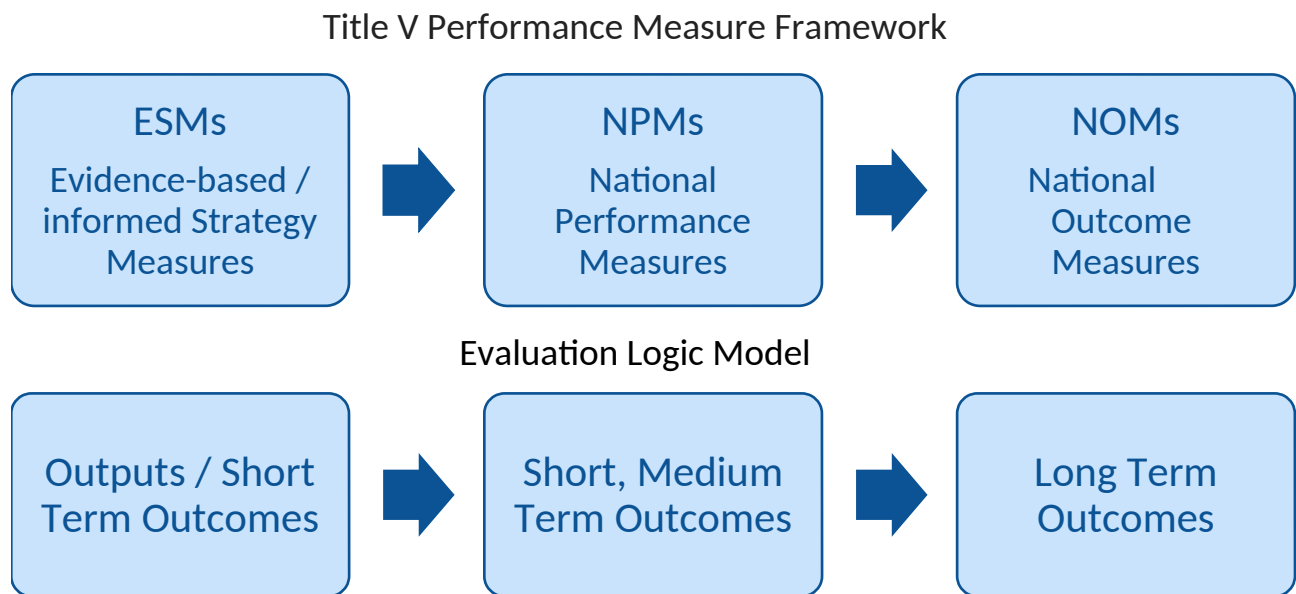 Title V Performance Measure Framework
ESMs
Evidence-based /
informed Strategy
Measures
NPMs
National
Performance
Measures
NOMs
National
Outcome
Measures
Evaluation Logic Model
Outputs / Short
Term Outcomes
Short, Medium
Term Outcomes
Long Term
Outcomes